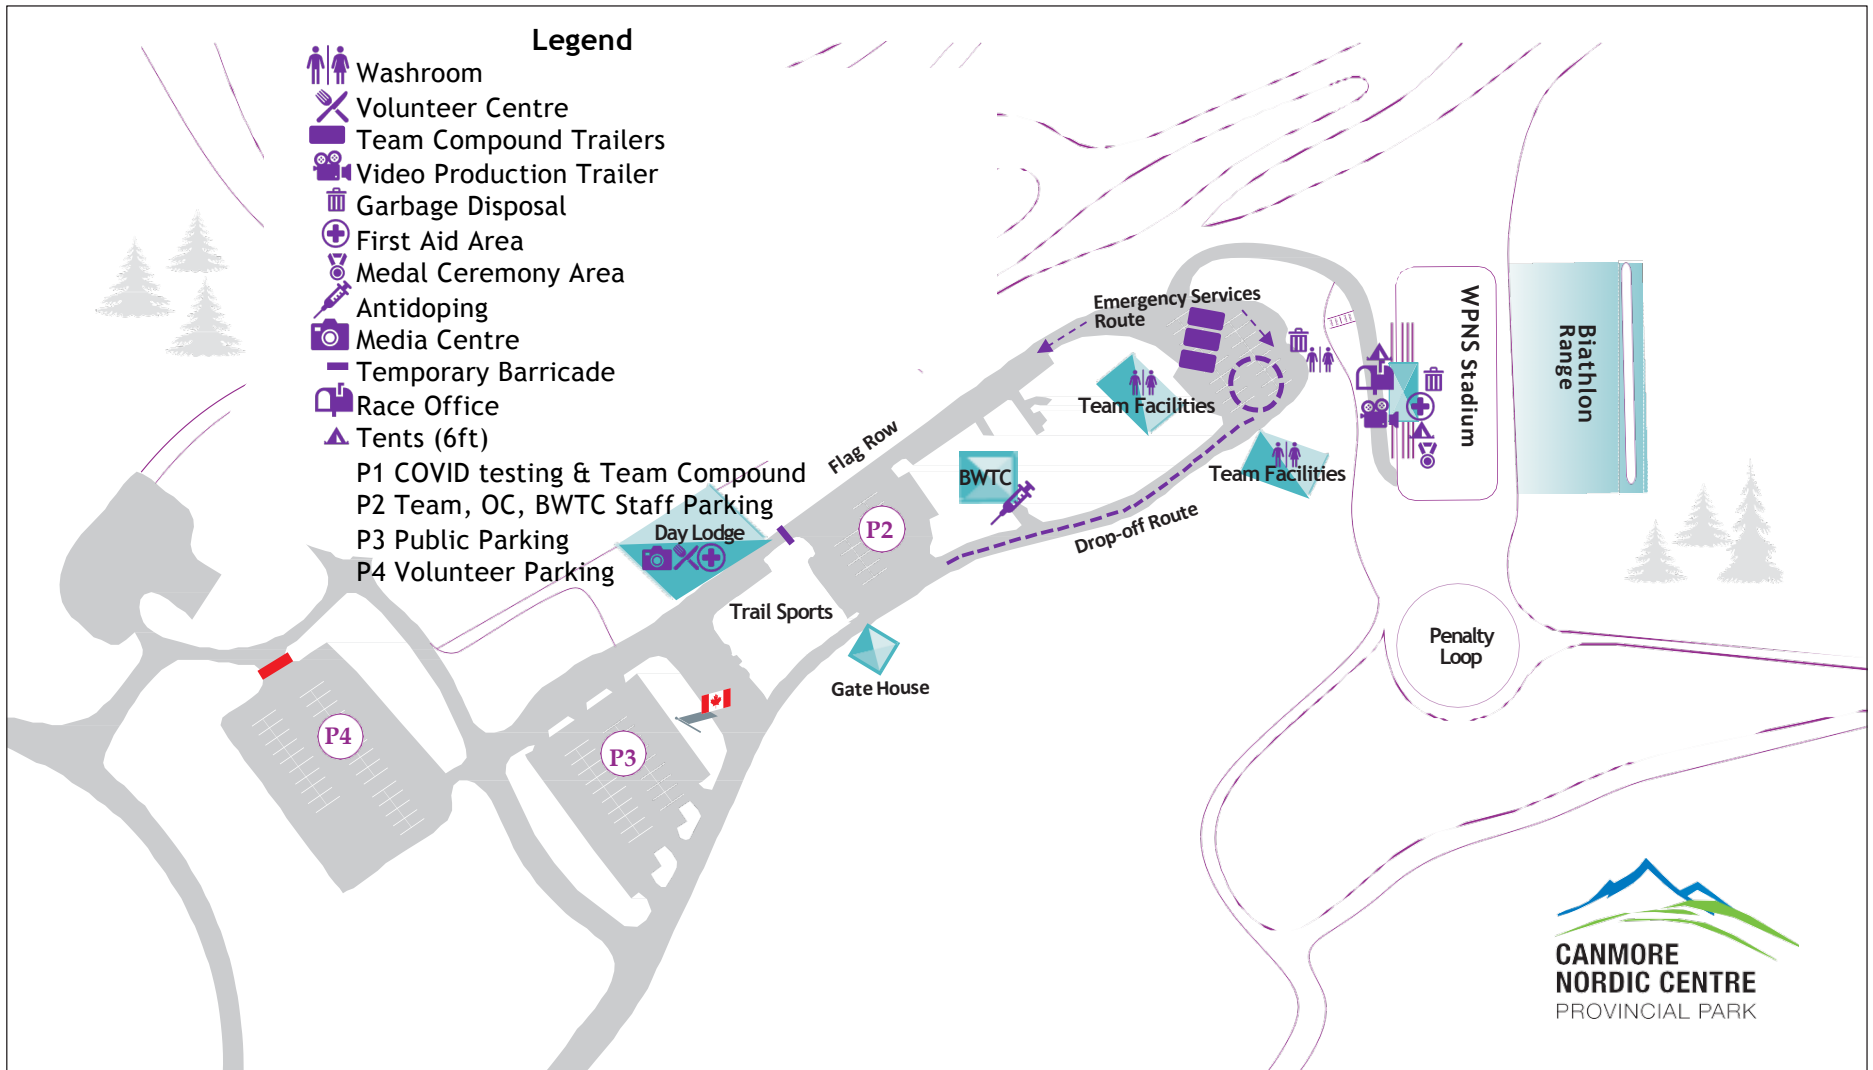 Legend
Washroom
Volunteer Centre
Team Compound Trailers
Video Production Trailer
Garbage Disposal
First Aid Area
Medal Ceremony Area
Antidoping
Media Centre
Temporary Barricade
Race Office
Tents (6ft)
P1 COVID testing & Team Compound
P2 Team, OC, BWTC Staff Parking
P3 Public Parking
P4 Volunteer Parking
Emergency Services
Route
Team Facilities
Flag Row
BWTC
Team Facilities
Drop-off Route
WPNS Stadium
Biathlon
Range
Day Lodge
P2
Trail Sports
Gate House
Penalty
Loop
P4
P3
CANMORE
NORDIC CENTRE
PROVINCIAL PARK